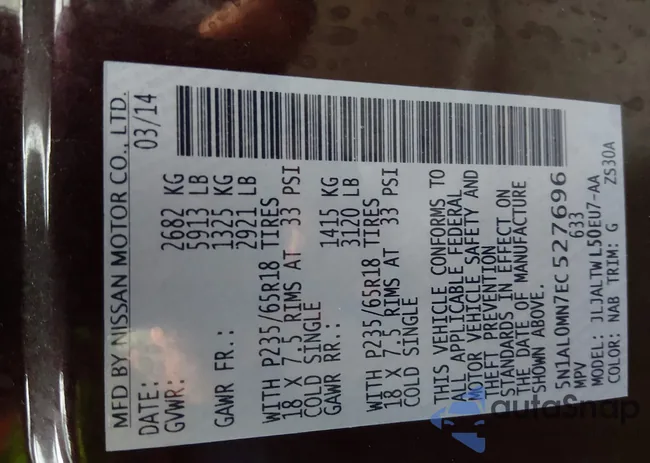 MFD BY NISSAN MOTOR CO., LTD.
DATE: 03/14
GVWR: 2682 KG
5913 LB
GAWR FR.: 1325 KG
2921 LB
WITH P235/65R18 TIRES
18 X 7.5 RIMS AT 33 PSI
COLD SINGLE
GAWR RR.: 1415 KG
3120 LB
WITH P235/65R18 TIRES
18 X 7.5 RIMS AT 33 PSI
COLD SINGLE
THIS VEHICLE CONFORMS TO
ALL APPLICABLE FEDERAL
MOTOR VEHICLE SAFETY AND
THEFT PREVENTION
STANDARDS IN EFFECT ON
THE DATE OF MANUFACTURE
SHOWN ABOVE.
5N1AL0MN7EC527696
MPV 633
MODEL: JLJALTWL50EU7-AA
COLOR: NAB TRIM: G ZS30A
autoSnap